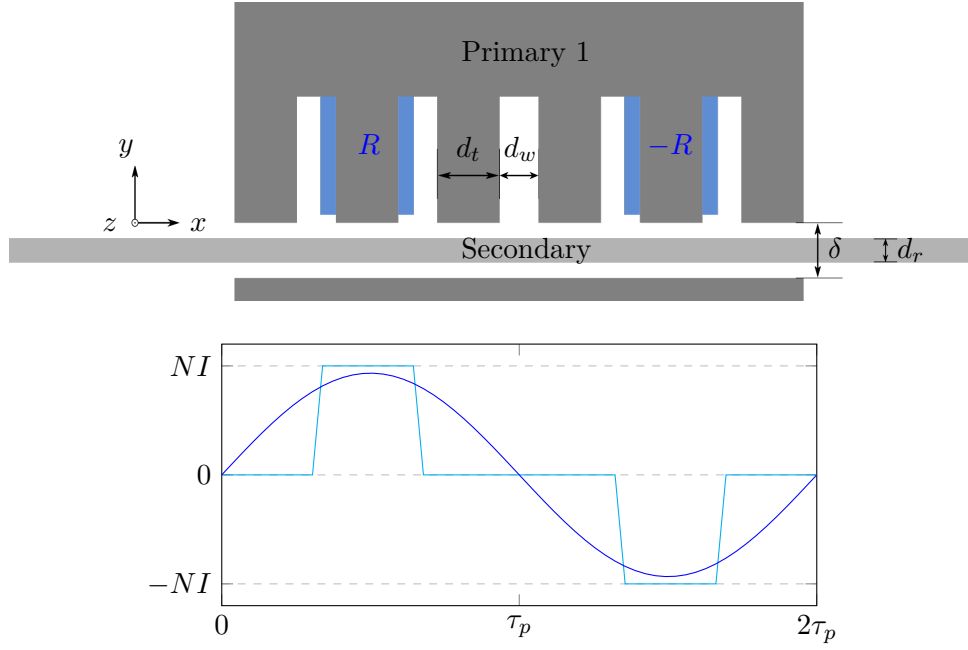 Primary 1
R
-R
d_t
d_w
y
z
x
Secondary
δ
d_r
NI
0
−NI
0
τ_p
2τ_p